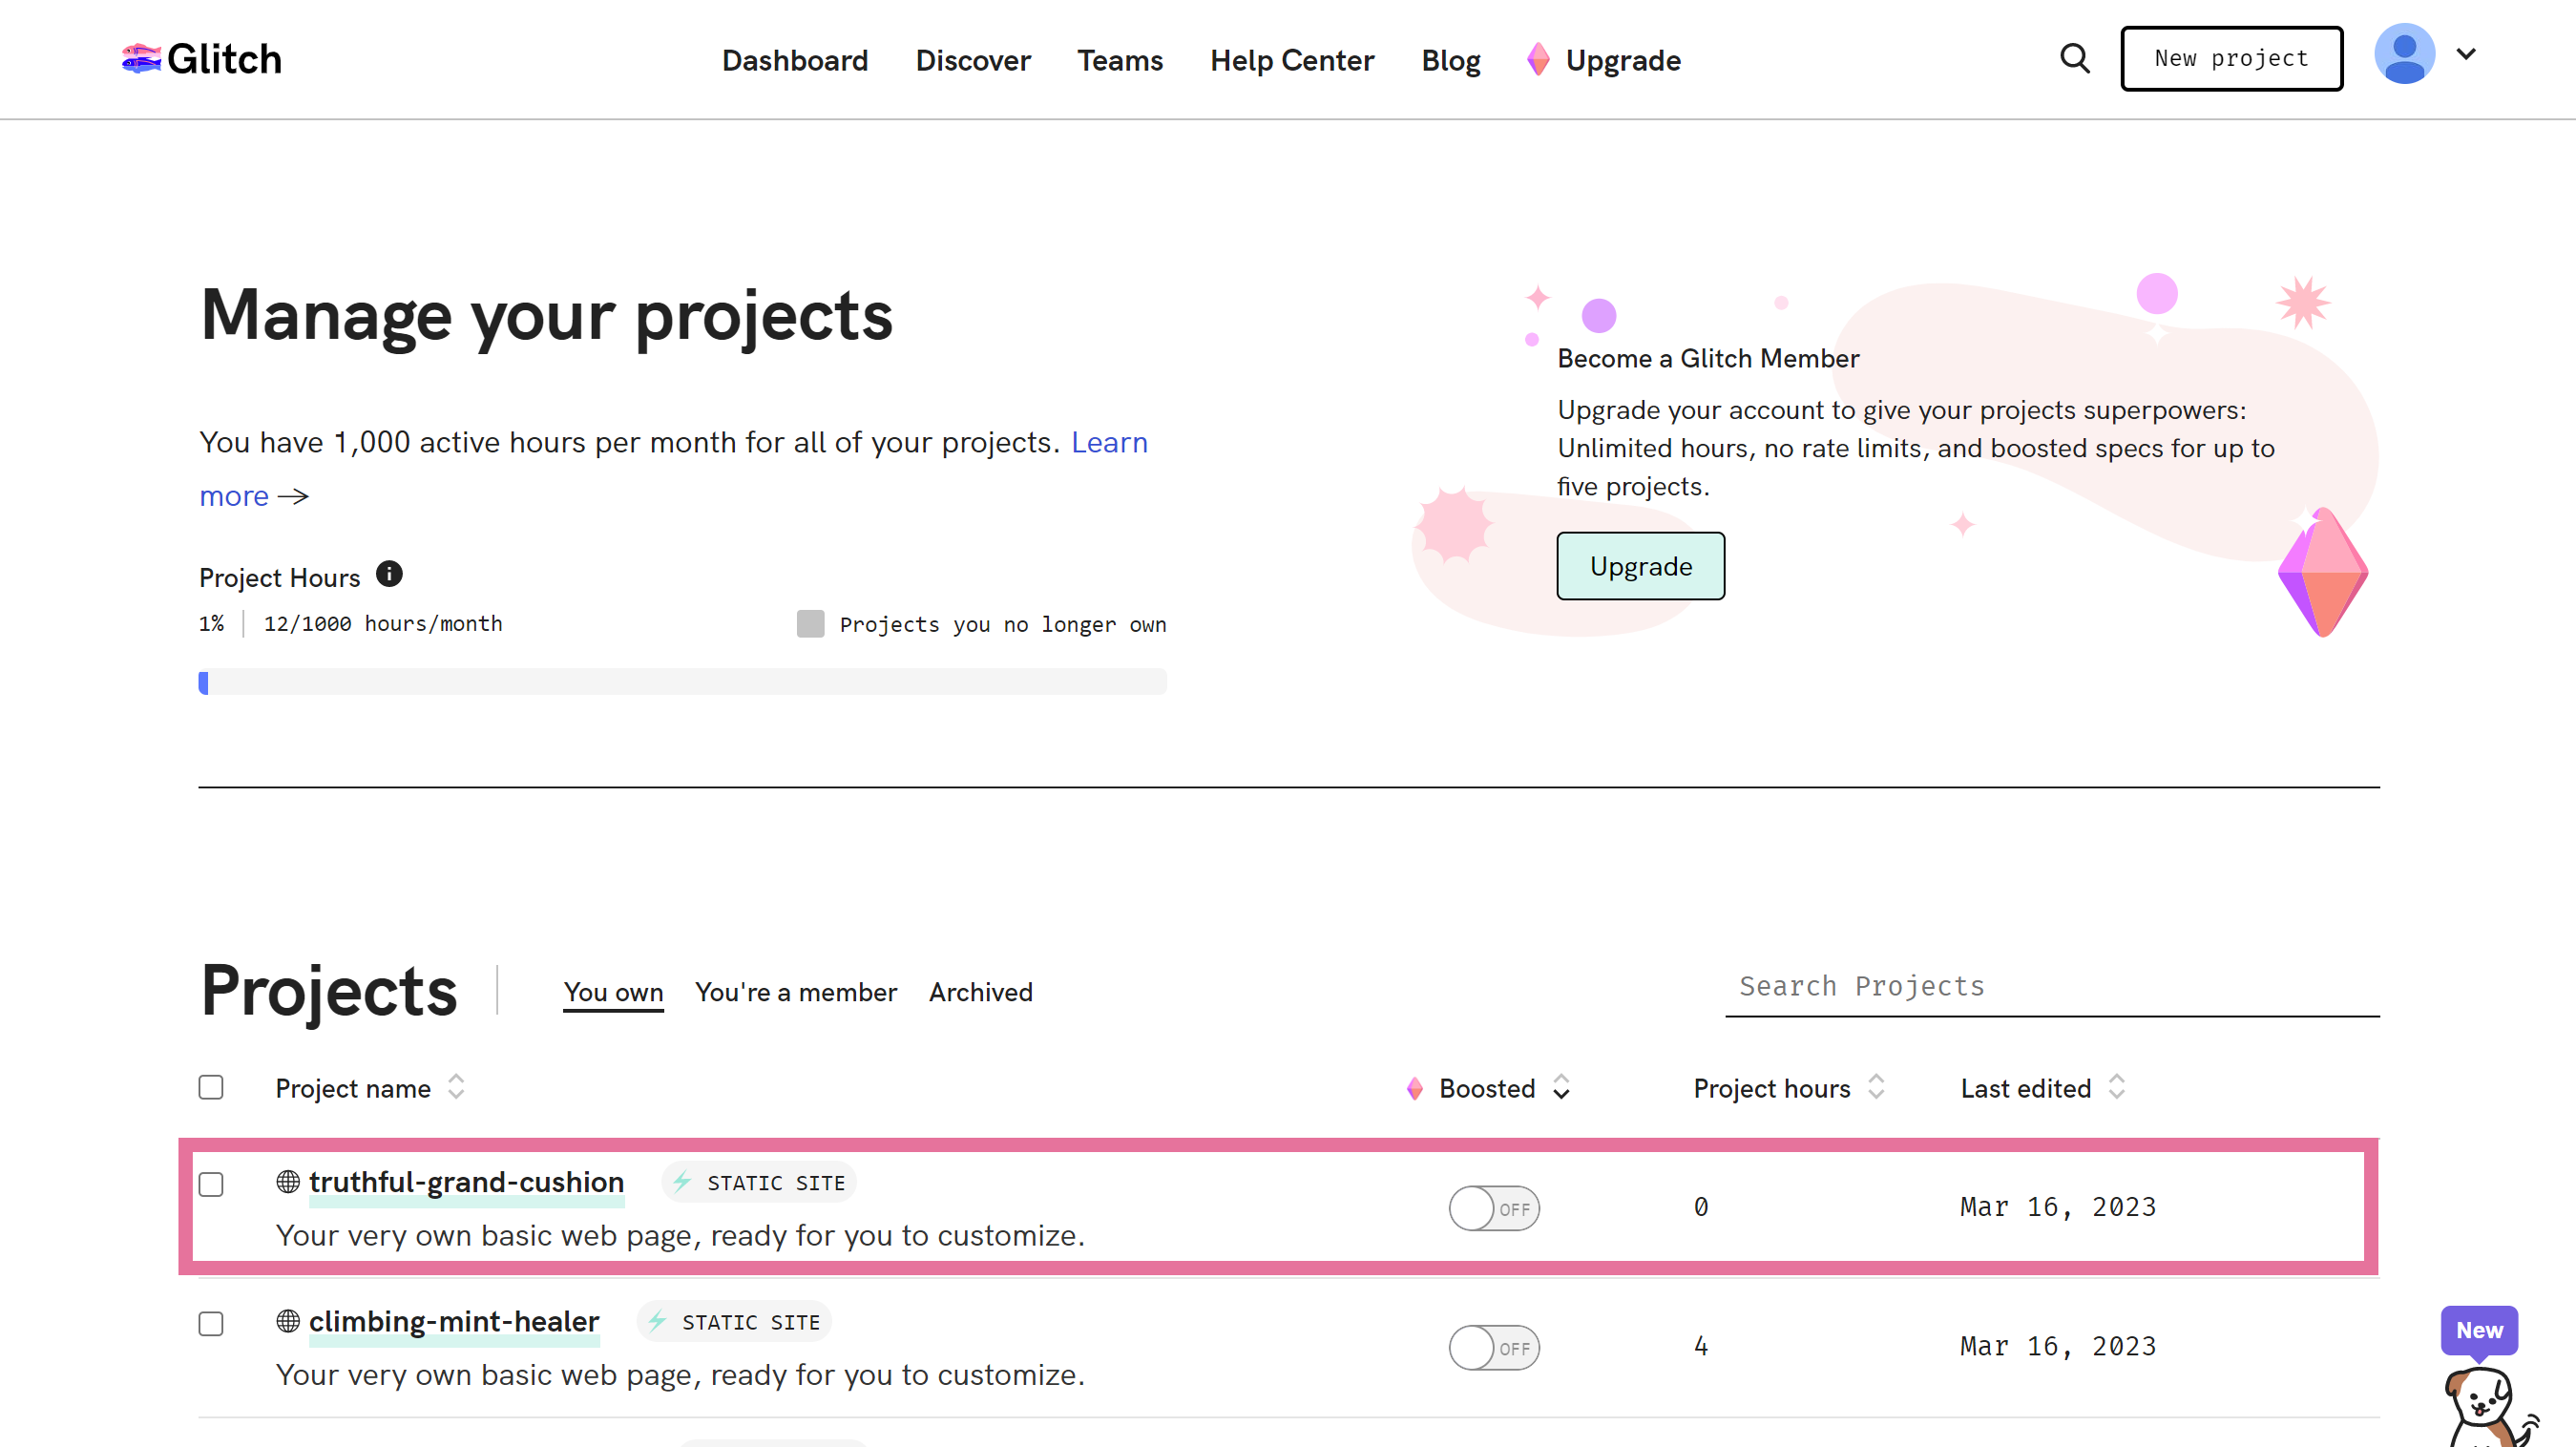 Glitch
Dashboard Discover Teams Help Center Blog Upgrade
New project
Manage your projects
You have 1,000 active hours per month for all of your projects. Learn
more →
Project Hours
1% 12/1000 hours/month
Projects you no longer own
Become a Glitch Member
Upgrade your account to give your projects superpowers:
Unlimited hours, no rate limits, and boosted specs for up to
five projects.
Upgrade
Projects
You own You're a member Archived
Search Projects
Project name Boosted Project hours Last edited
truthful-grand-cushion STATIC SITE
Your very own basic web page, ready for you to customize.
OFF 0 Mar 16, 2023
climbing-mint-healer STATIC SITE
Your very own basic web page, ready for you to customize.
OFF 4 Mar 16, 2023
New